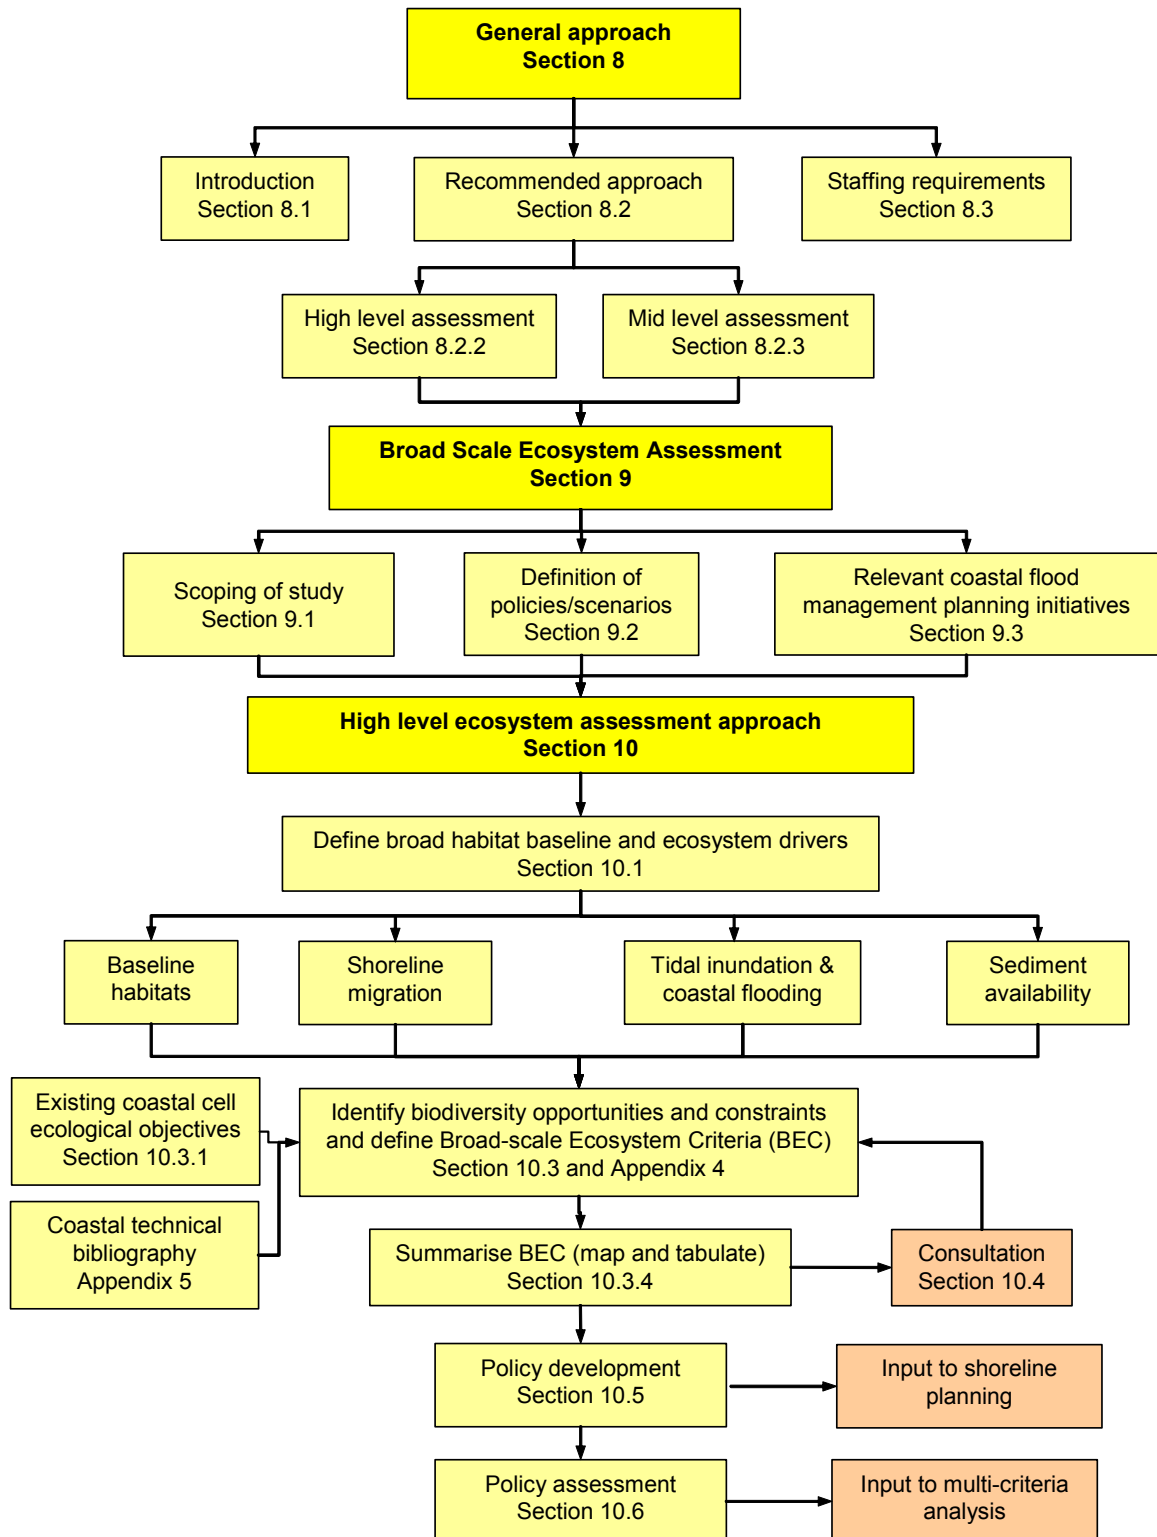 General approach
Section 8
Introduction
Section 8.1
Recommended approach
Section 8.2
Staffing requirements
Section 8.3
High level assessment
Section 8.2.2
Mid level assessment
Section 8.2.3
Broad Scale Ecosystem Assessment
Section 9
Scoping of study
Section 9.1
Definition of
policies/scenarios
Section 9.2
Relevant coastal flood
management planning initiatives
Section 9.3
High level ecosystem assessment approach
Section 10
Define broad habitat baseline and ecosystem drivers
Section 10.1
Baseline
habitats
Shoreline
migration
Tidal inundation &
coastal flooding
Sediment
availability
Existing coastal cell
ecological objectives
Section 10.3.1
Identify biodiversity opportunities and constraints
and define Broad-scale Ecosystem Criteria (BEC)
Section 10.3 and Appendix 4
Coastal technical
bibliography
Appendix 5
Summarise BEC (map and tabulate)
Section 10.3.4
Consultation
Section 10.4
Policy development
Section 10.5
Input to shoreline
planning
Policy assessment
Section 10.6
Input to multi-criteria
analysis